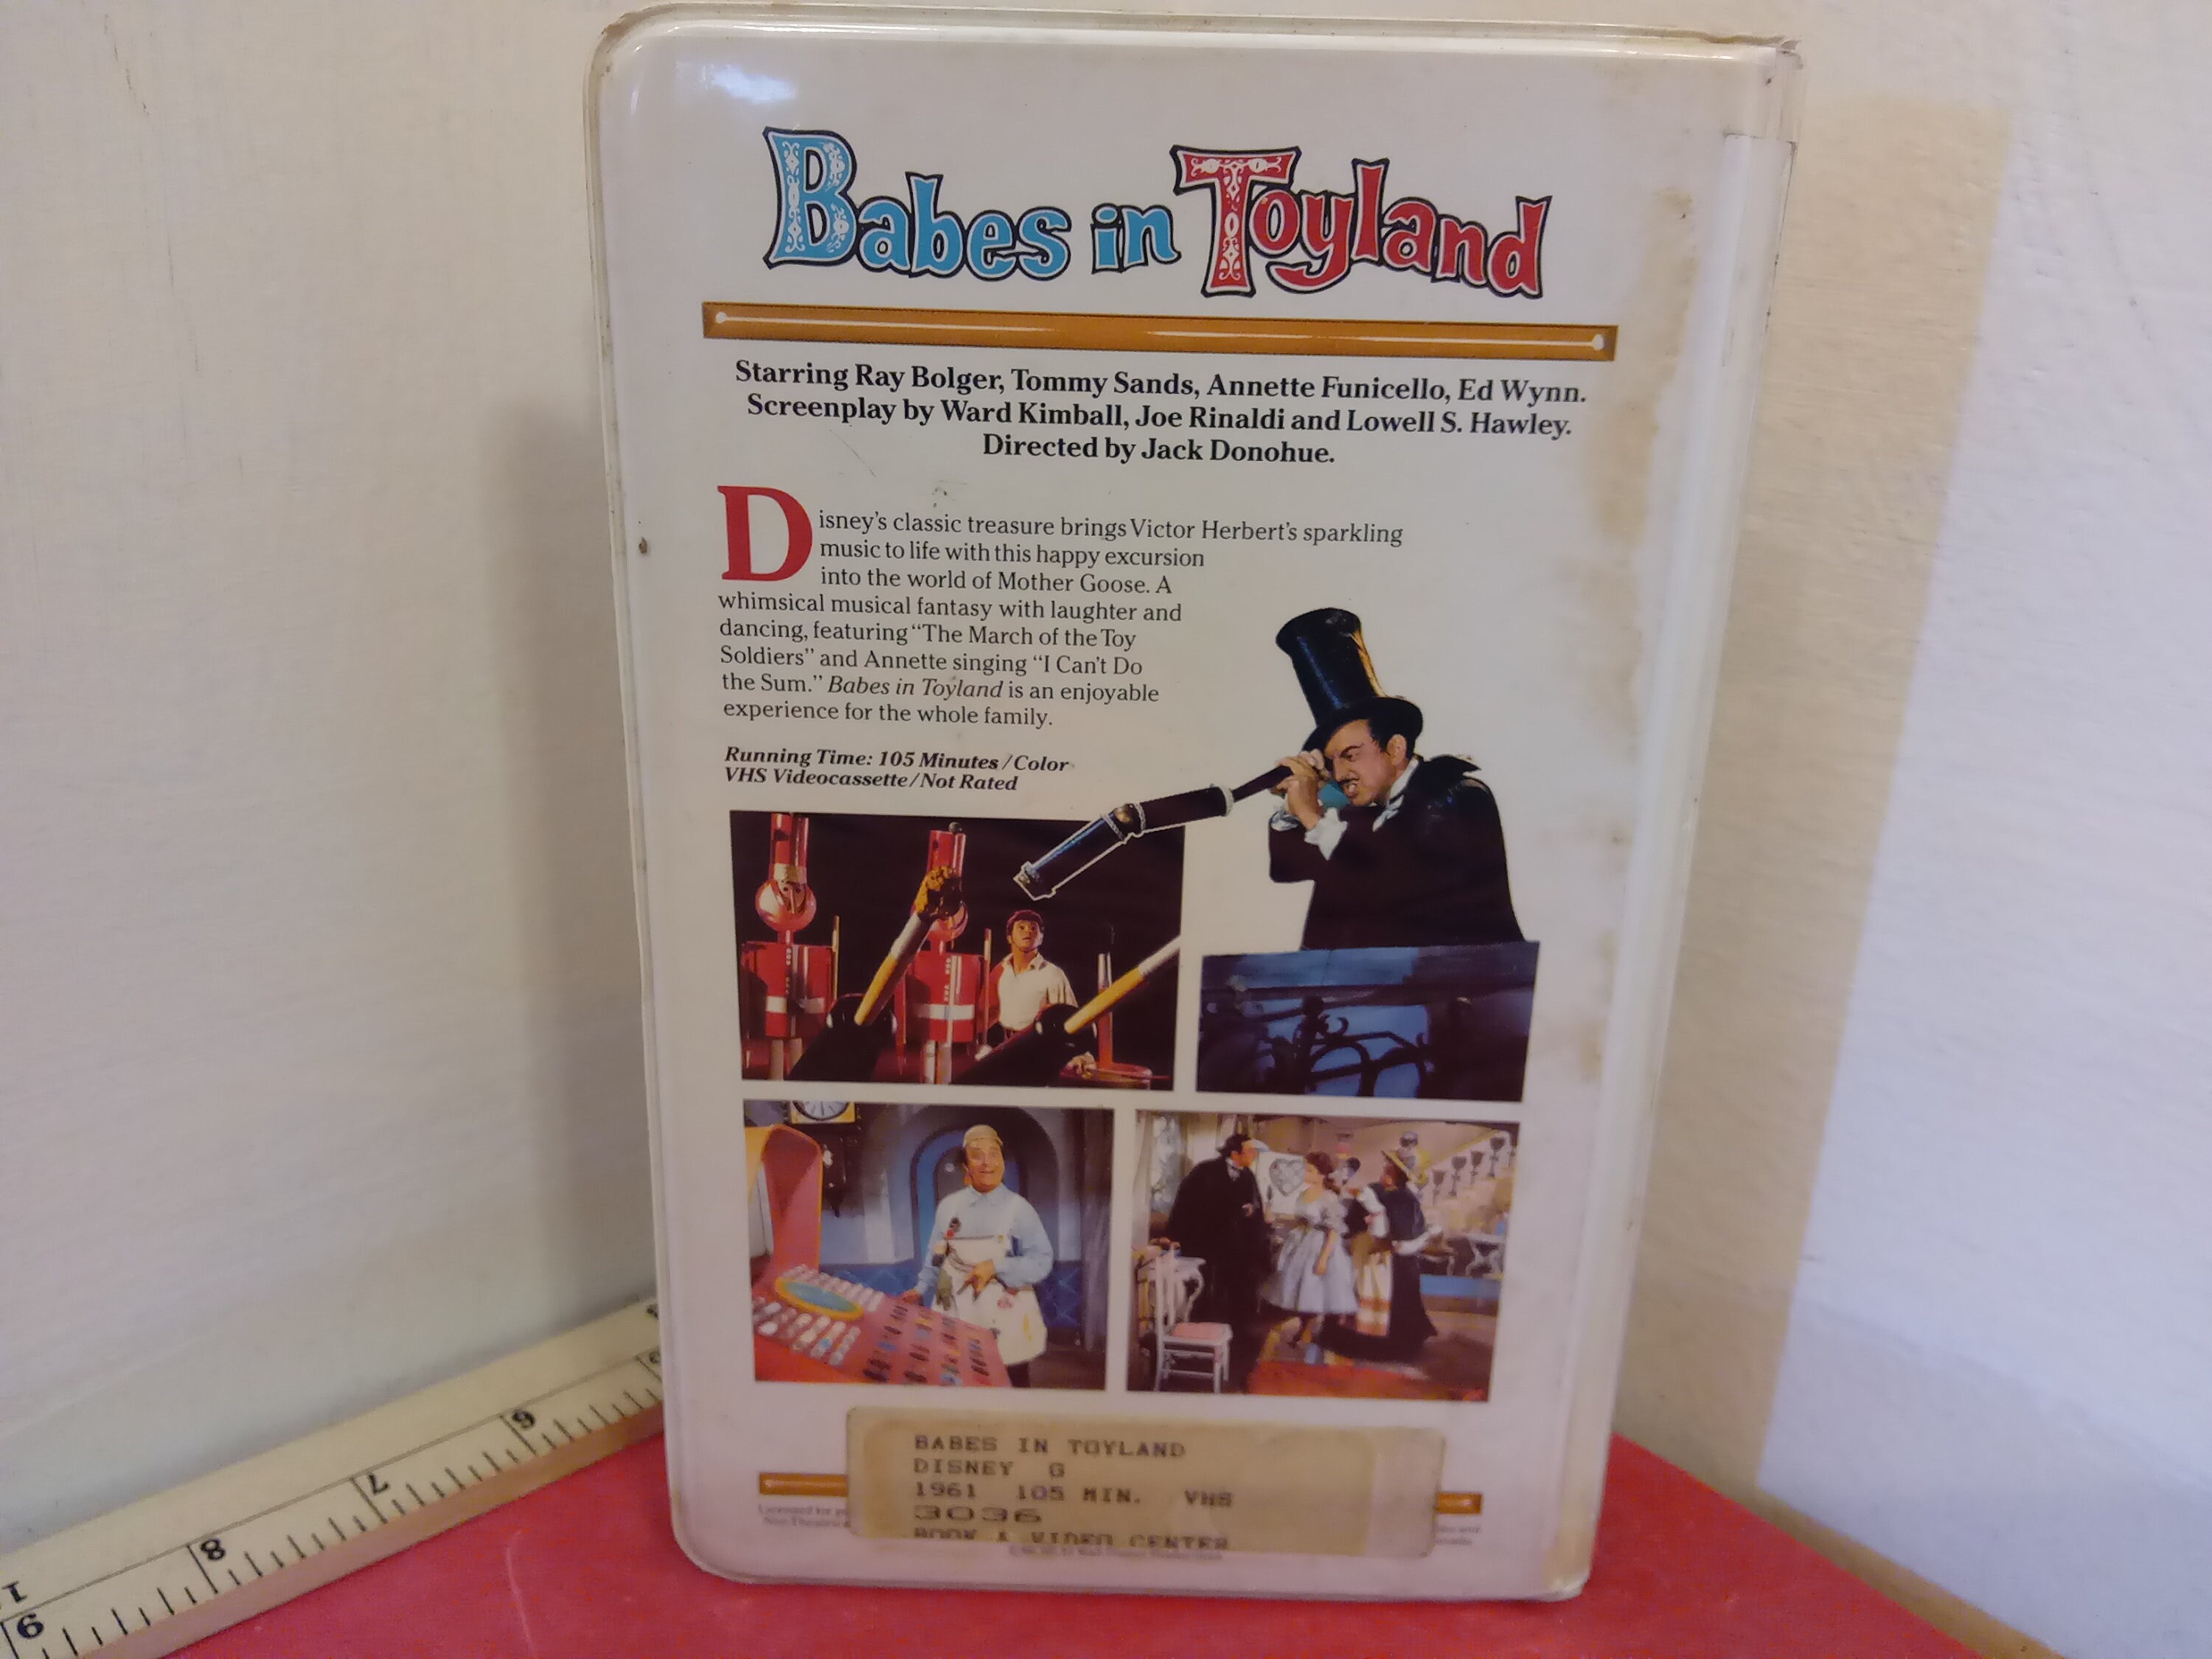 Babes in Toyland
Starring Ray Bolger, Tommy Sands, Annette Funicello, Ed Wynn.
Screenplay by Ward Kimball, Joe Rinaldi and Lowell S. Hawley.
Directed by Jack Donohue.
Disney's classic treasure brings Victor Herbert's sparkling
music to life with this happy excursion
into the world of Mother Goose. A
whimsical musical fantasy with laughter and
dancing, featuring "The March of the Toy
Soldiers" and Annette singing "I Can't Do
the Sum." Babes in Toyland is an enjoyable
experience for the whole family.
Running Time: 105 Minutes/Color
VHS Videocassette/Not Rated
BABES IN TOYLAND
DISNEY G
1961 105 MIN. VHS
3036
BOOK & VIDEO CENTER
6
7
8
9
1